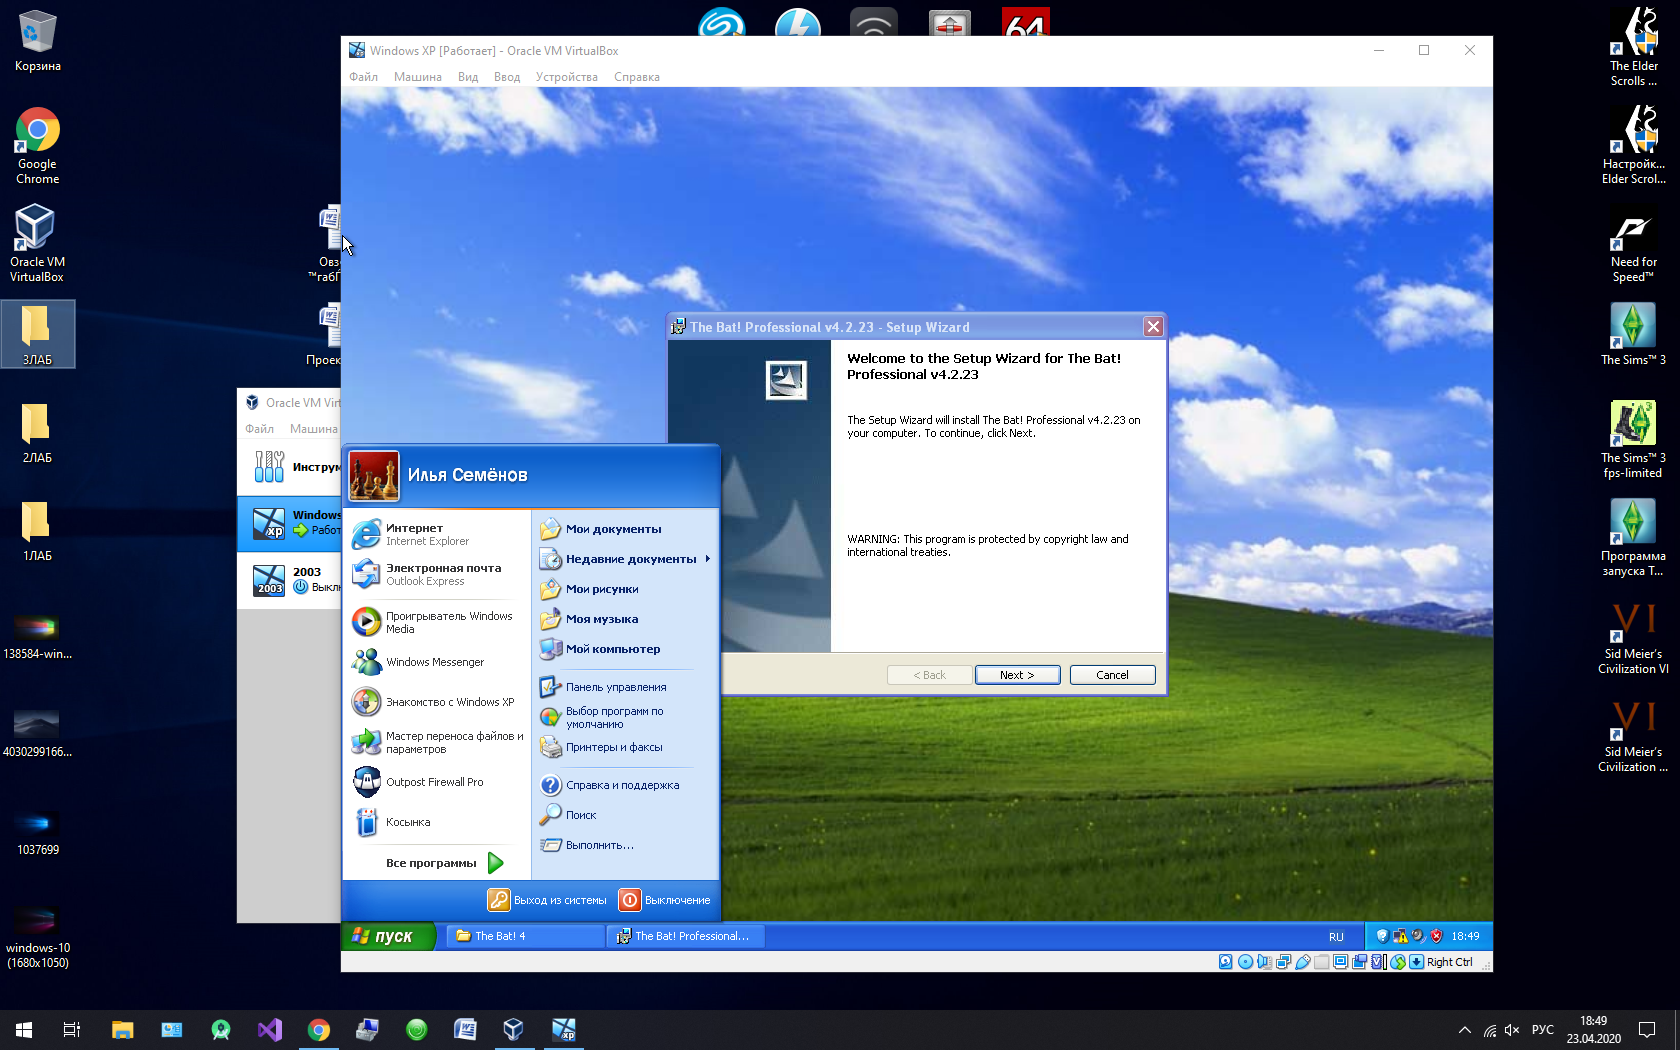 Корзина
Google
Chrome
Oracle VM
VirtualBox
3ЛАБ
2ЛАБ
1ЛАБ
138584-win...
4030299166...
1037699
windows-10
(1680x1050)
Проек
64
Windows XP [Работает] - Oracle VM VirtualBox
Файл Машина Вид Ввод Устройства Справка
Oracle VM Virt
Файл Машина
Инструм
Windows
Работ
2003
Выкл
The Bat! Professional v4.2.23 - Setup Wizard
Welcome to the Setup Wizard for The Bat!
Professional v4.2.23
The Setup Wizard will install The Bat! Professional v4.2.23 on
your computer. To continue, click Next.
WARNING: This program is protected by copyright law and
international treaties.
< Back Next > Cancel
Илья Семёнов
Интернет
Internet Explorer
Электронная почта
Outlook Express
Проигрыватель Windows
Media
Windows Messenger
Знакомство с Windows XP
Мастер переноса файлов и
параметров
Outpost Firewall Pro
Косынка
Все программы
Мои документы
Недавние документы
Мои рисунки
Моя музыка
Мой компьютер
Панель управления
Выбор программ по
умолчанию
Принтеры и факсы
Справка и поддержка
Поиск
Выполнить...
Выход из системы Выключение
пуск The Bat! 4 The Bat! Professional... RU 18:49
Right Ctrl
The Elder
Scrolls ...
Настройк...
Elder Scrol...
Need for
Speed™
The Sims™ 3
The Sims™ 3
fps-limited
Программа
запуска T...
VI
Sid Meier's
Civilization VI
VI
Sid Meier's
Civilization ...
РУС
18:49
23.04.2020